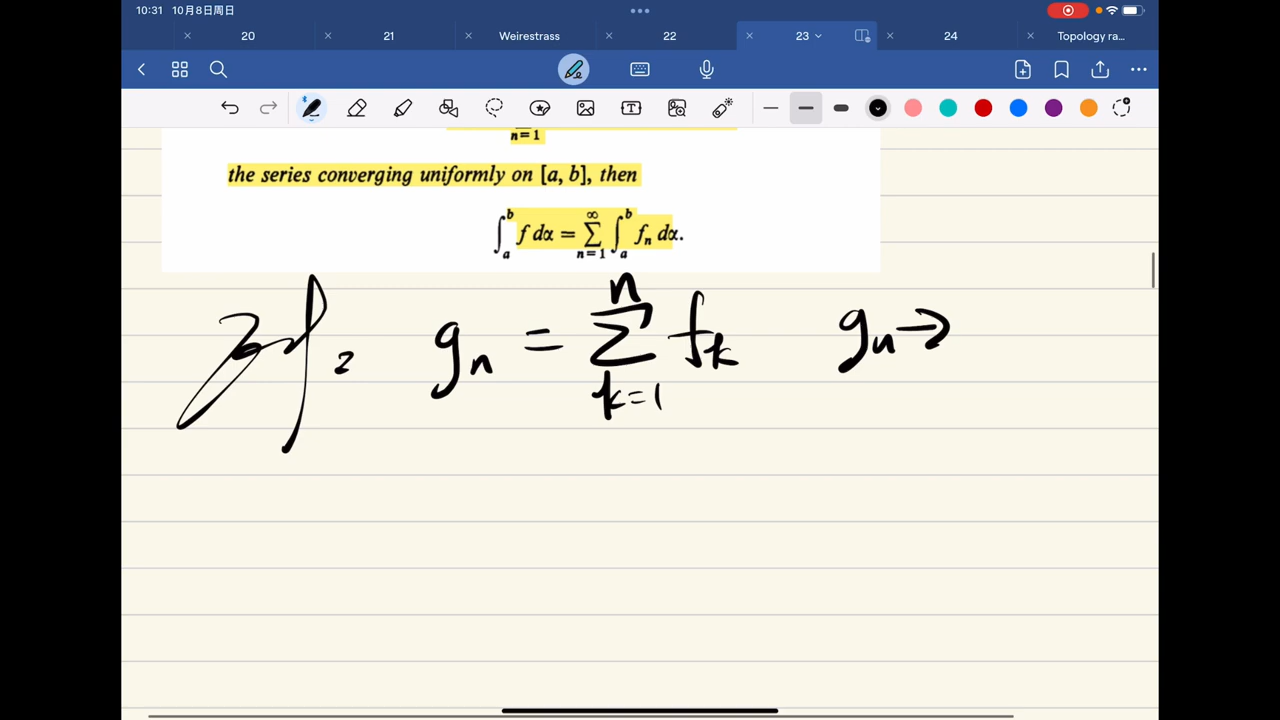 10:31 10月8日周日
20 21 Weirestrass 22 23 24 Topology ra...
n=1
the series converging uniformly on [a, b], then
∫_a^b f dα = ∑_{n=1}^∞ ∫_a^b f_n dα.
g_n = ∑_{k=1}^n f_k g_n →